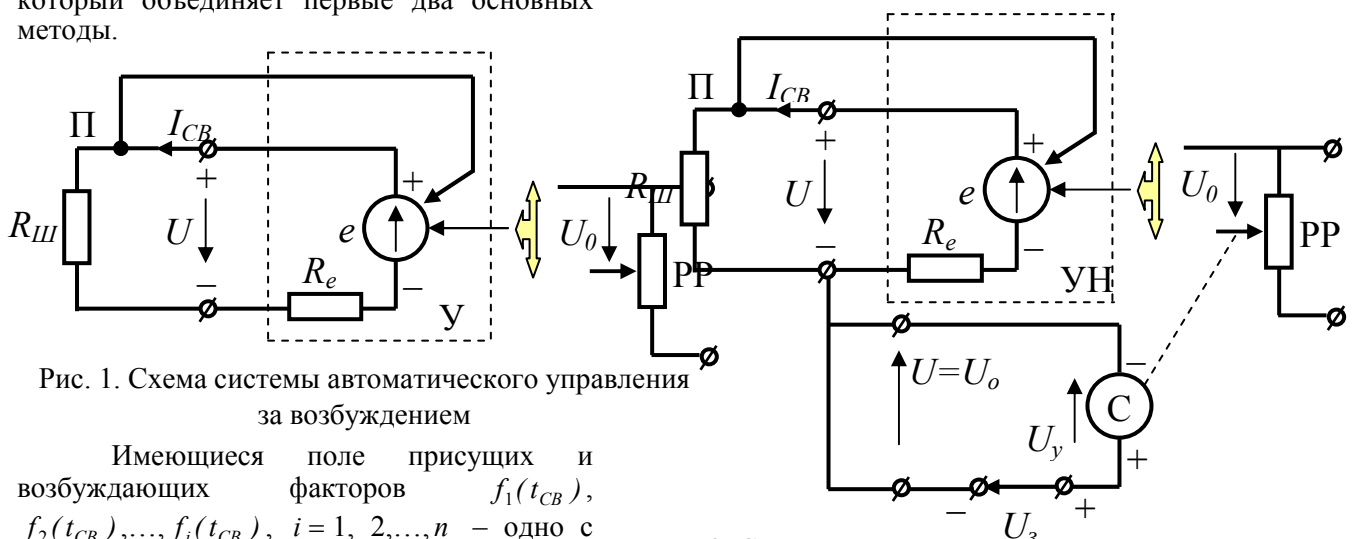 который объединяет первые два основных
методы.
П
I_CB
+
U
–
R_Ш
e
+
–
R_e
У
U_0
РР
Рис. 1. Схема системы автоматического управления
за возбуждением
Имеющиеся поле присущих и
возбуждающих факторов f_1(t_CB),
f_2(t_CB),…, f_i(t_CB), i = 1, 2,…, n – одно с
П
I_CB
+
U
–
R_Ш
e
+
–
R_e
УН
U_0
РР
U=U_o
U_y
–
С
+
–
U_з
+